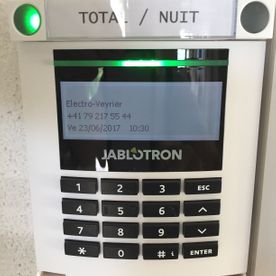 TOTAL / NUIT
Electro-Veyrier
+41 79 217 55 44
Ve 23/06/2017 10:30
JABLOTRON
1 2 3 ESC
4 5 6
7 8 9
* 0 # i ENTER